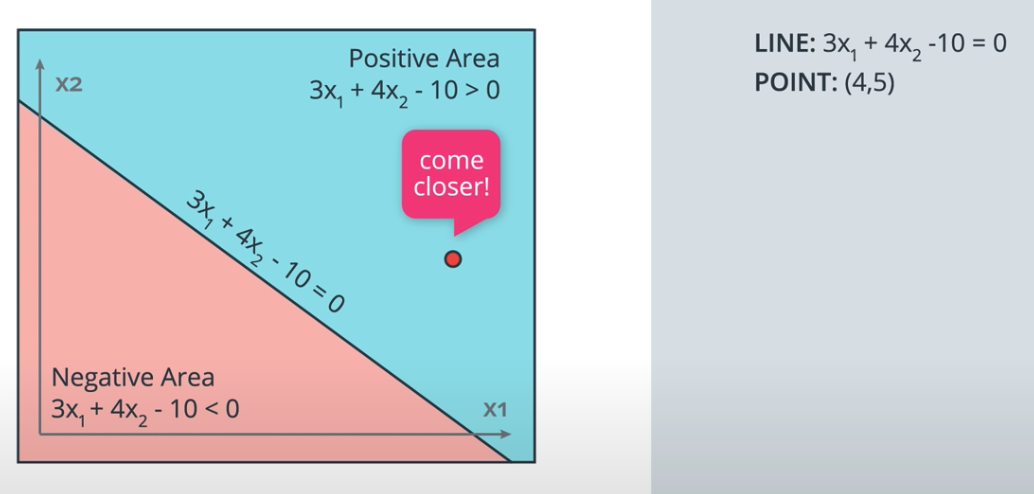 Positive Area
3x₁ + 4x₂ - 10 > 0
X2
come
closer!
3x₁ + 4x₂ - 10 = 0
Negative Area
3x₁ + 4x₂ - 10 < 0
X1
LINE: 3x₁ + 4x₂ -10 = 0
POINT: (4,5)